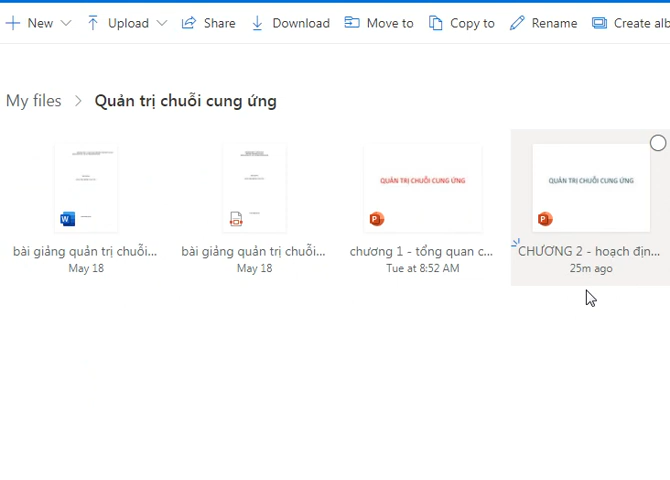 New Upload Share Download Move to Copy to Rename Create alb
My files > Quản trị chuỗi cung ứng
QUẢN TRỊ CHUỖI CUNG ỨNG
QUẢN TRỊ CHUỖI CUNG ỨNG
bài giảng quản trị chuỗi...
May 18
bài giảng quản trị chuỗi...
May 18
chương 1 - tổng quan c...
Tue at 8:52 AM
CHƯƠNG 2 - hoạch địn...
25m ago